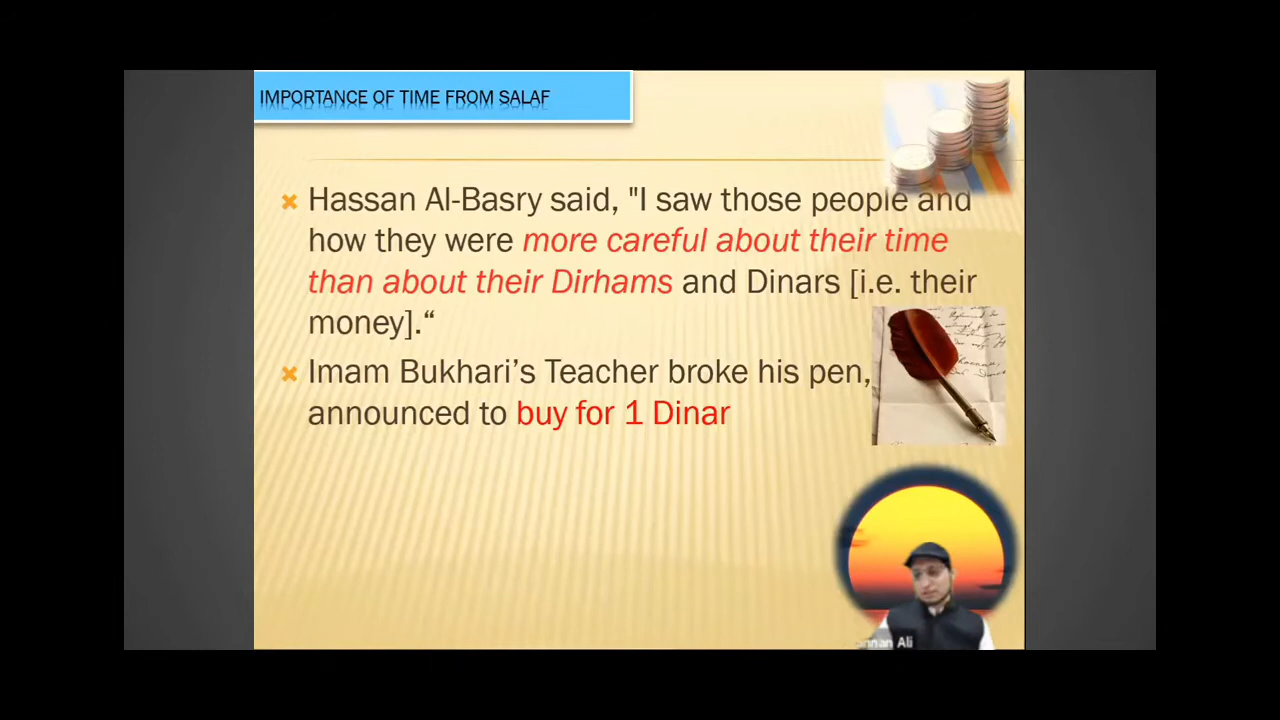 IMPORTANCE OF TIME FROM SALAF
Hassan Al-Basry said, "I saw those people and
how they were more careful about their time
than about their Dirhams and Dinars [i.e. their
money].“
Imam Bukhari’s Teacher broke his pen,
announced to buy for 1 Dinar
Ali